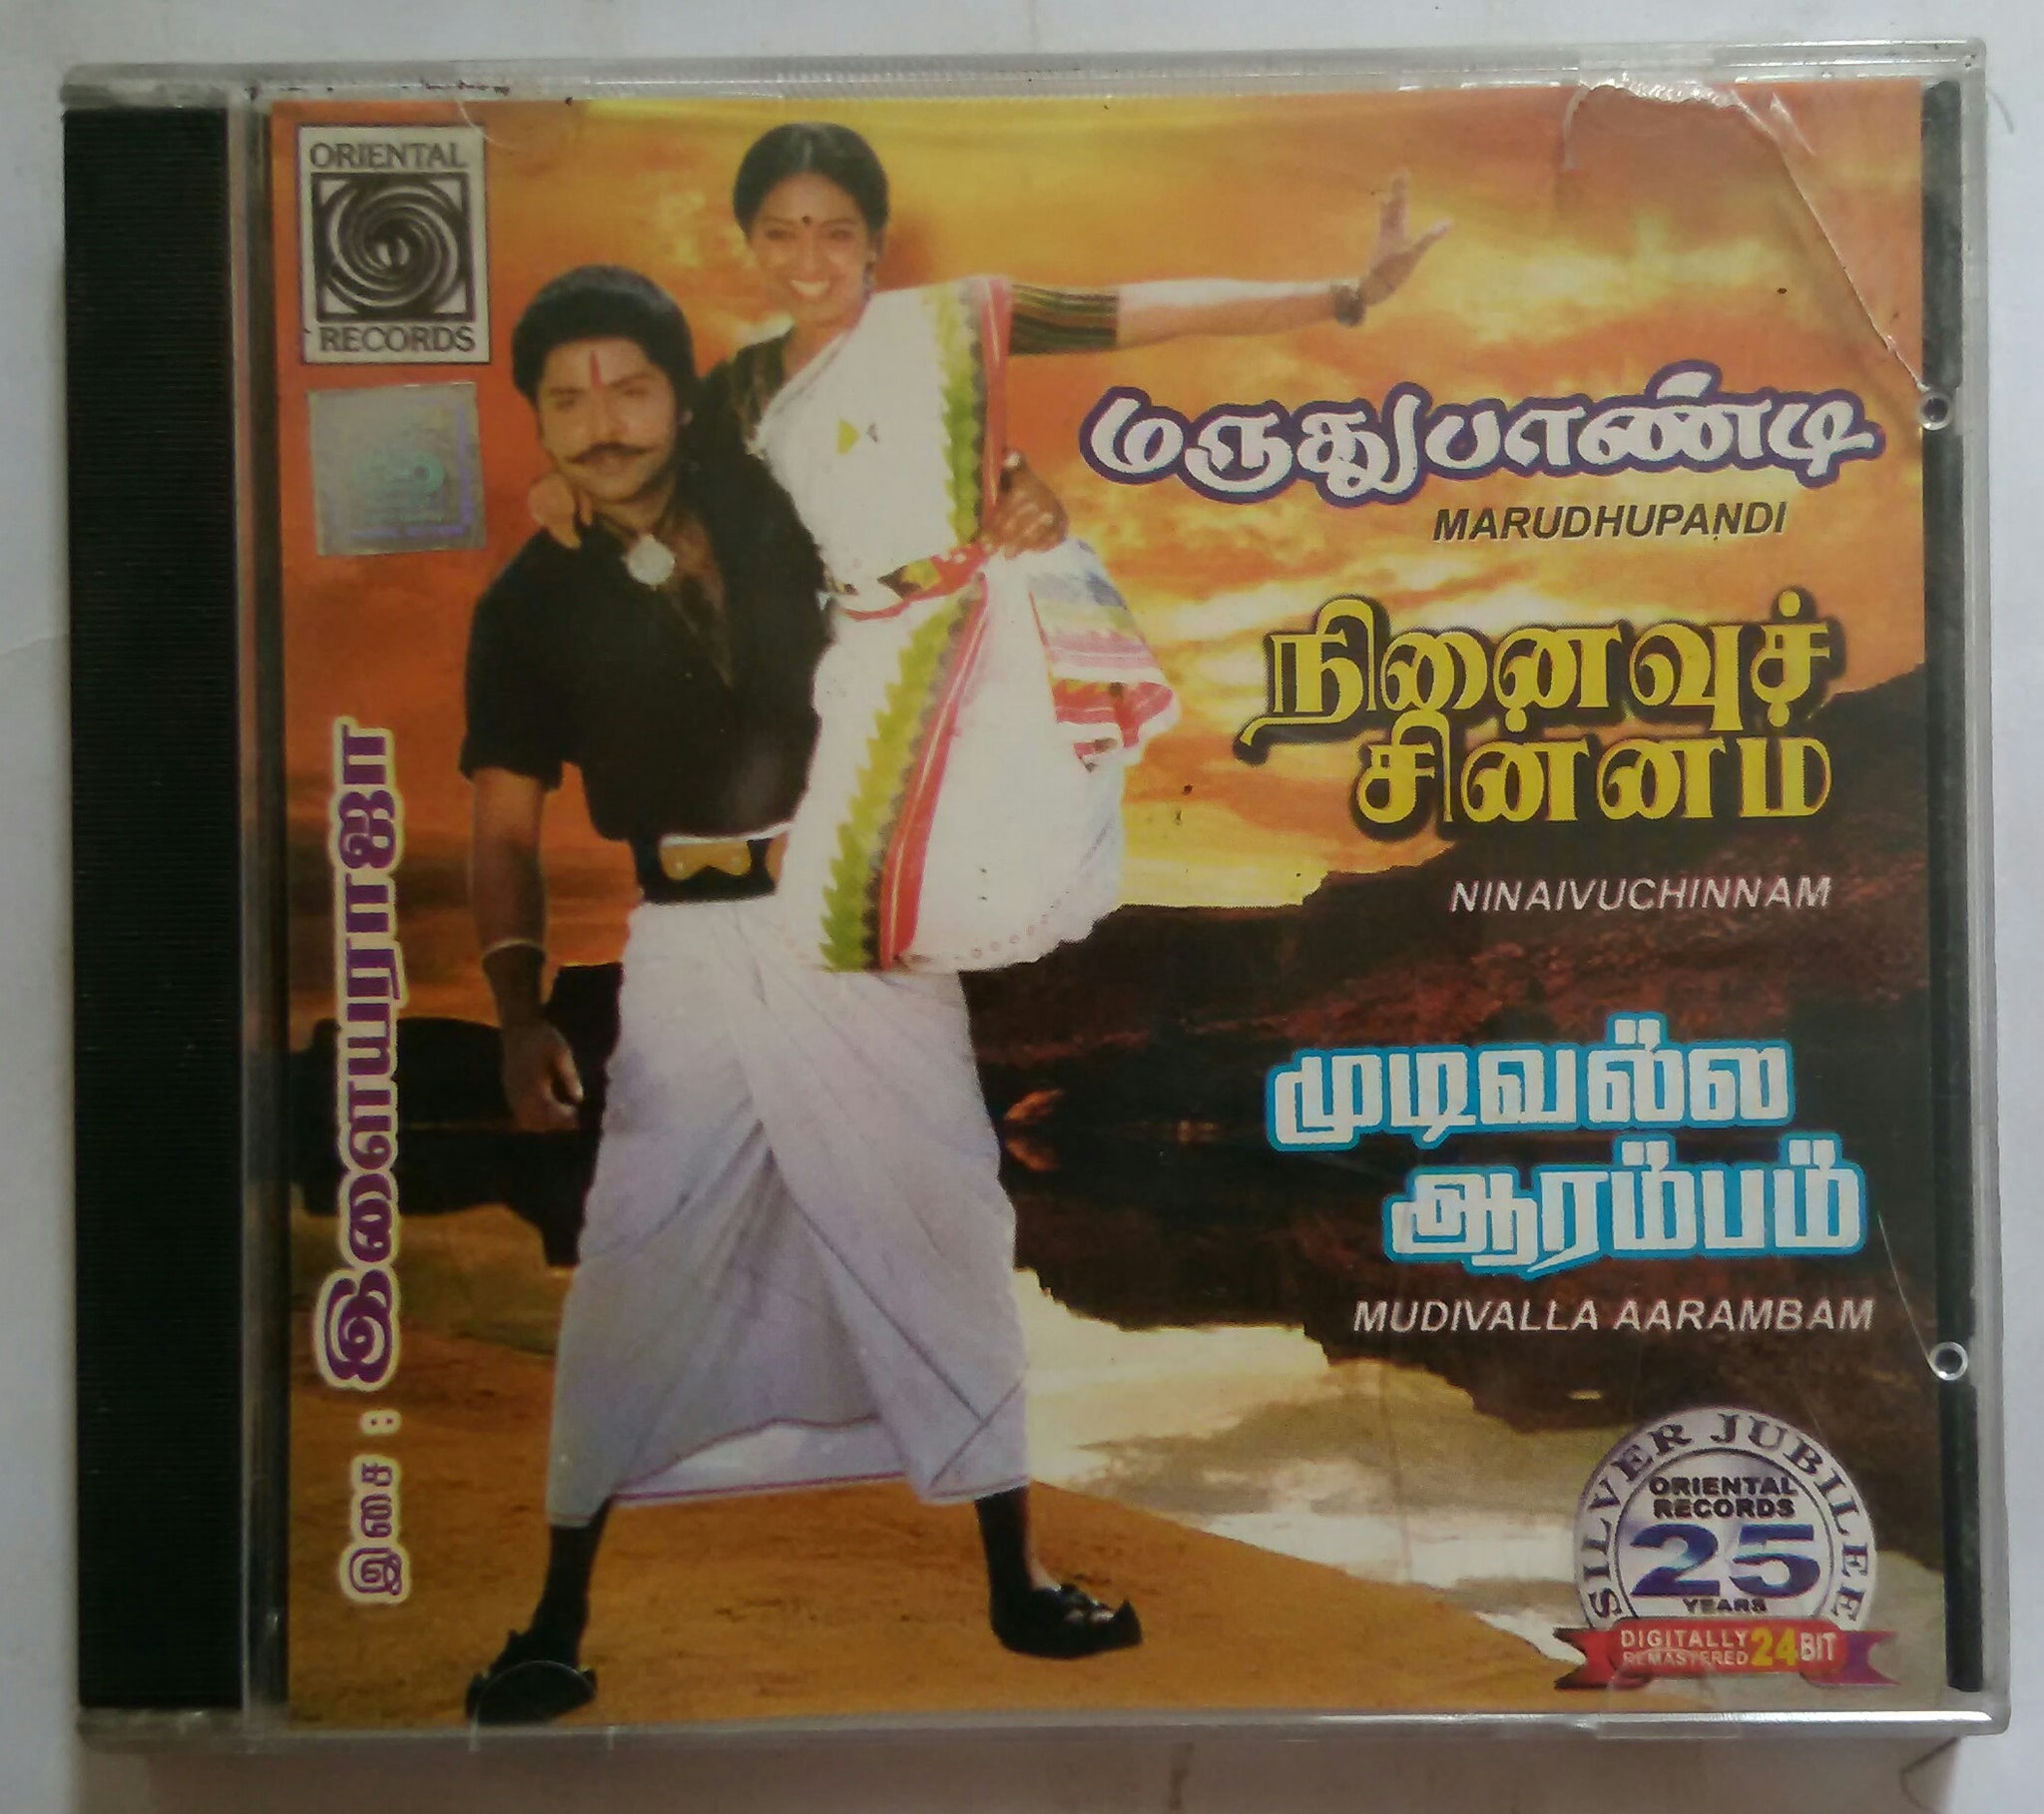 ORIENTAL
RECORDS
மருதுபாண்டி
MARUDHUPANDI
நினைவுச்
சின்னம்
NINAIVUCHINNAM
முடிவல்ல
ஆரம்பம்
MUDIVALLA AARAMBAM
இசை : இளையராஜா
SILVER JUBILEE
ORIENTAL
RECORDS
25
YEARS
DIGITALLY
REMASTERED 24 BIT